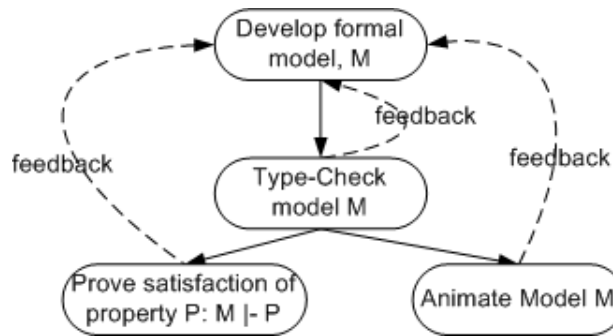 Develop formal
model, M
feedback
feedback
feedback
Type-Check
model M
Prove satisfaction of
property P: M |- P
Animate Model M